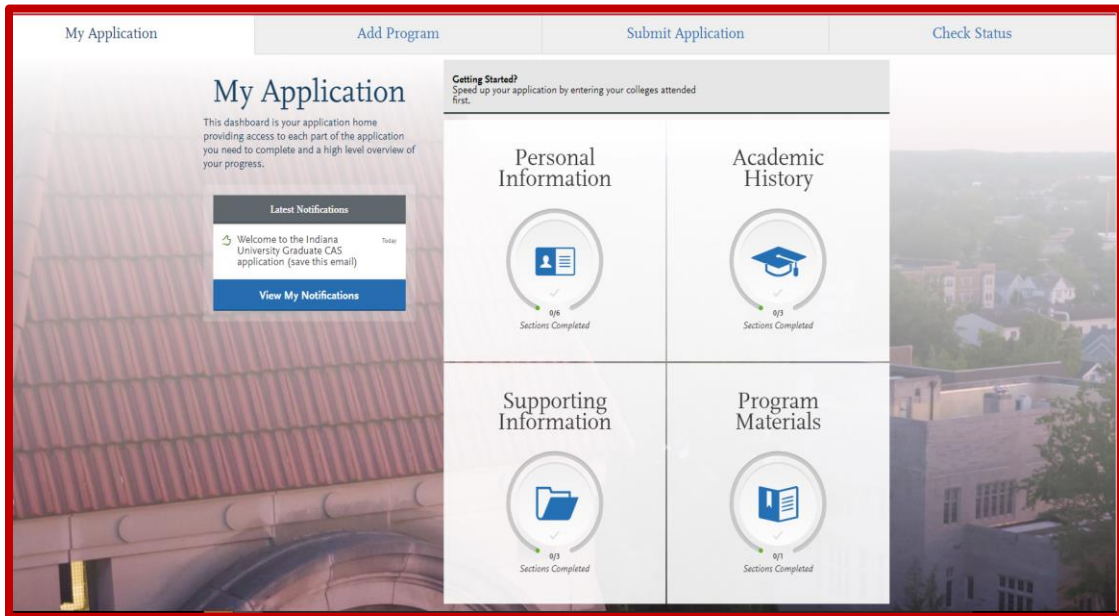 My Application
Add Program
Submit Application
Check Status
My Application
This dashboard is your application home
providing access to each part of the application
you need to complete and a high level overview of
your progress.
Latest Notifications
Welcome to the Indiana Today
University Graduate CAS
application (save this email)
View My Notifications
Getting Started?
Speed up your application by entering your colleges attended
first.
Personal
Information
0/6
Sections Completed
Academic
History
0/3
Sections Completed
Supporting
Information
0/3
Sections Completed
Program
Materials
0/1
Sections Completed